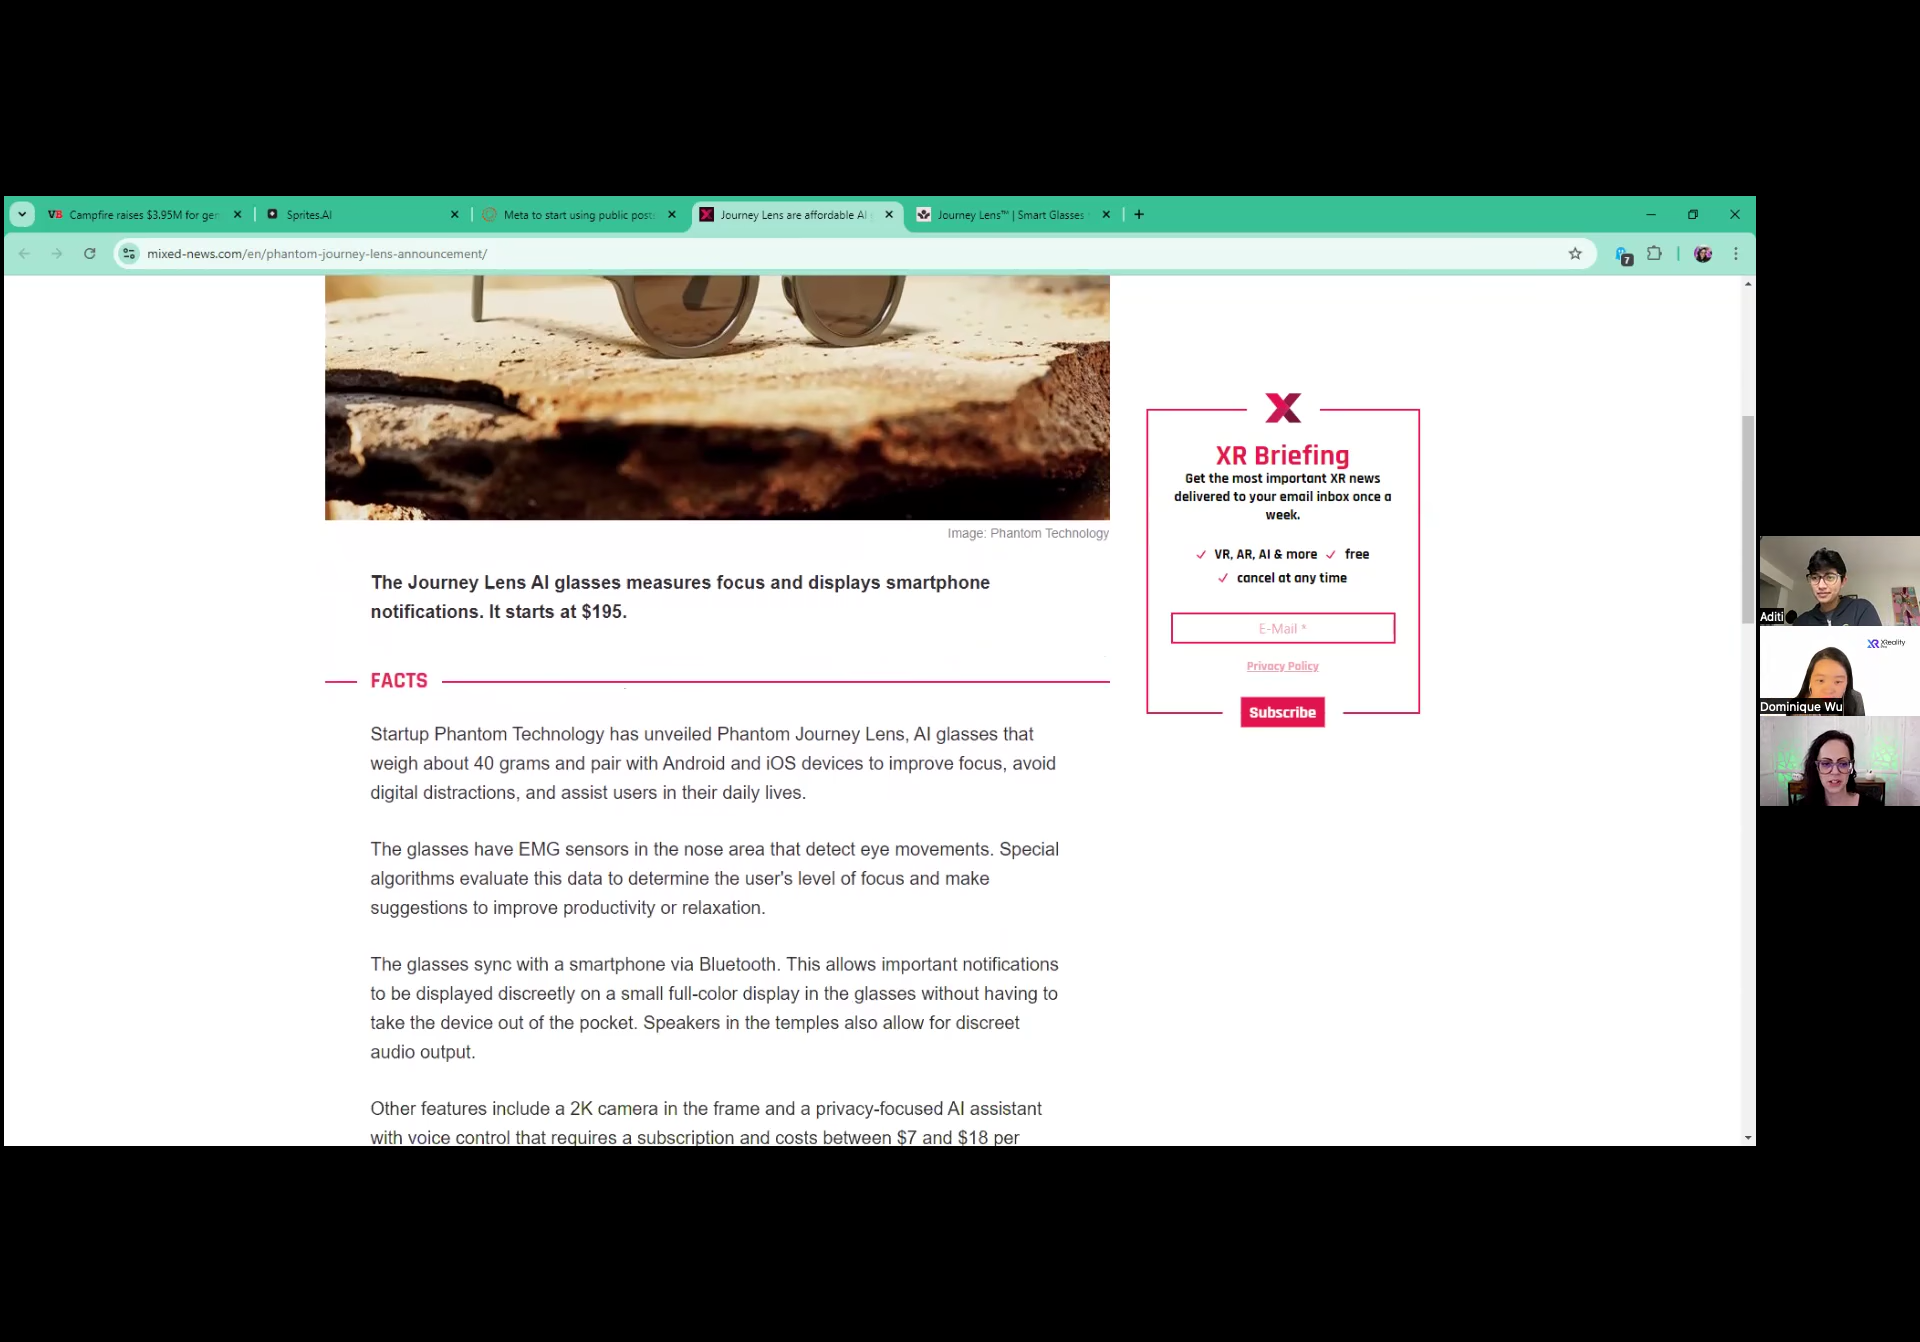 VB Campfire raises $3.95M for gen
Sprites.AI
Meta to start using public posts
Journey Lens are affordable AI
Journey Lens™ | Smart Glasses
mixed-news.com/en/phantom-journey-lens-announcement/
7
Image: Phantom Technology
The Journey Lens AI glasses measures focus and displays smartphone
notifications. It starts at $195.
FACTS
Startup Phantom Technology has unveiled Phantom Journey Lens, AI glasses that
weigh about 40 grams and pair with Android and iOS devices to improve focus, avoid
digital distractions, and assist users in their daily lives.
The glasses have EMG sensors in the nose area that detect eye movements. Special
algorithms evaluate this data to determine the user's level of focus and make
suggestions to improve productivity or relaxation.
The glasses sync with a smartphone via Bluetooth. This allows important notifications
to be displayed discreetly on a small full-color display in the glasses without having to
take the device out of the pocket. Speakers in the temples also allow for discreet
audio output.
Other features include a 2K camera in the frame and a privacy-focused AI assistant
with voice control that requires a subscription and costs between $7 and $18 per
X
XR Briefing
Get the most important XR news
delivered to your email inbox once a
week.
VR, AR, AI & more free
cancel at any time
E-Mail *
Privacy Policy
Subscribe
Aditi
XR XReality
Dominique Wu